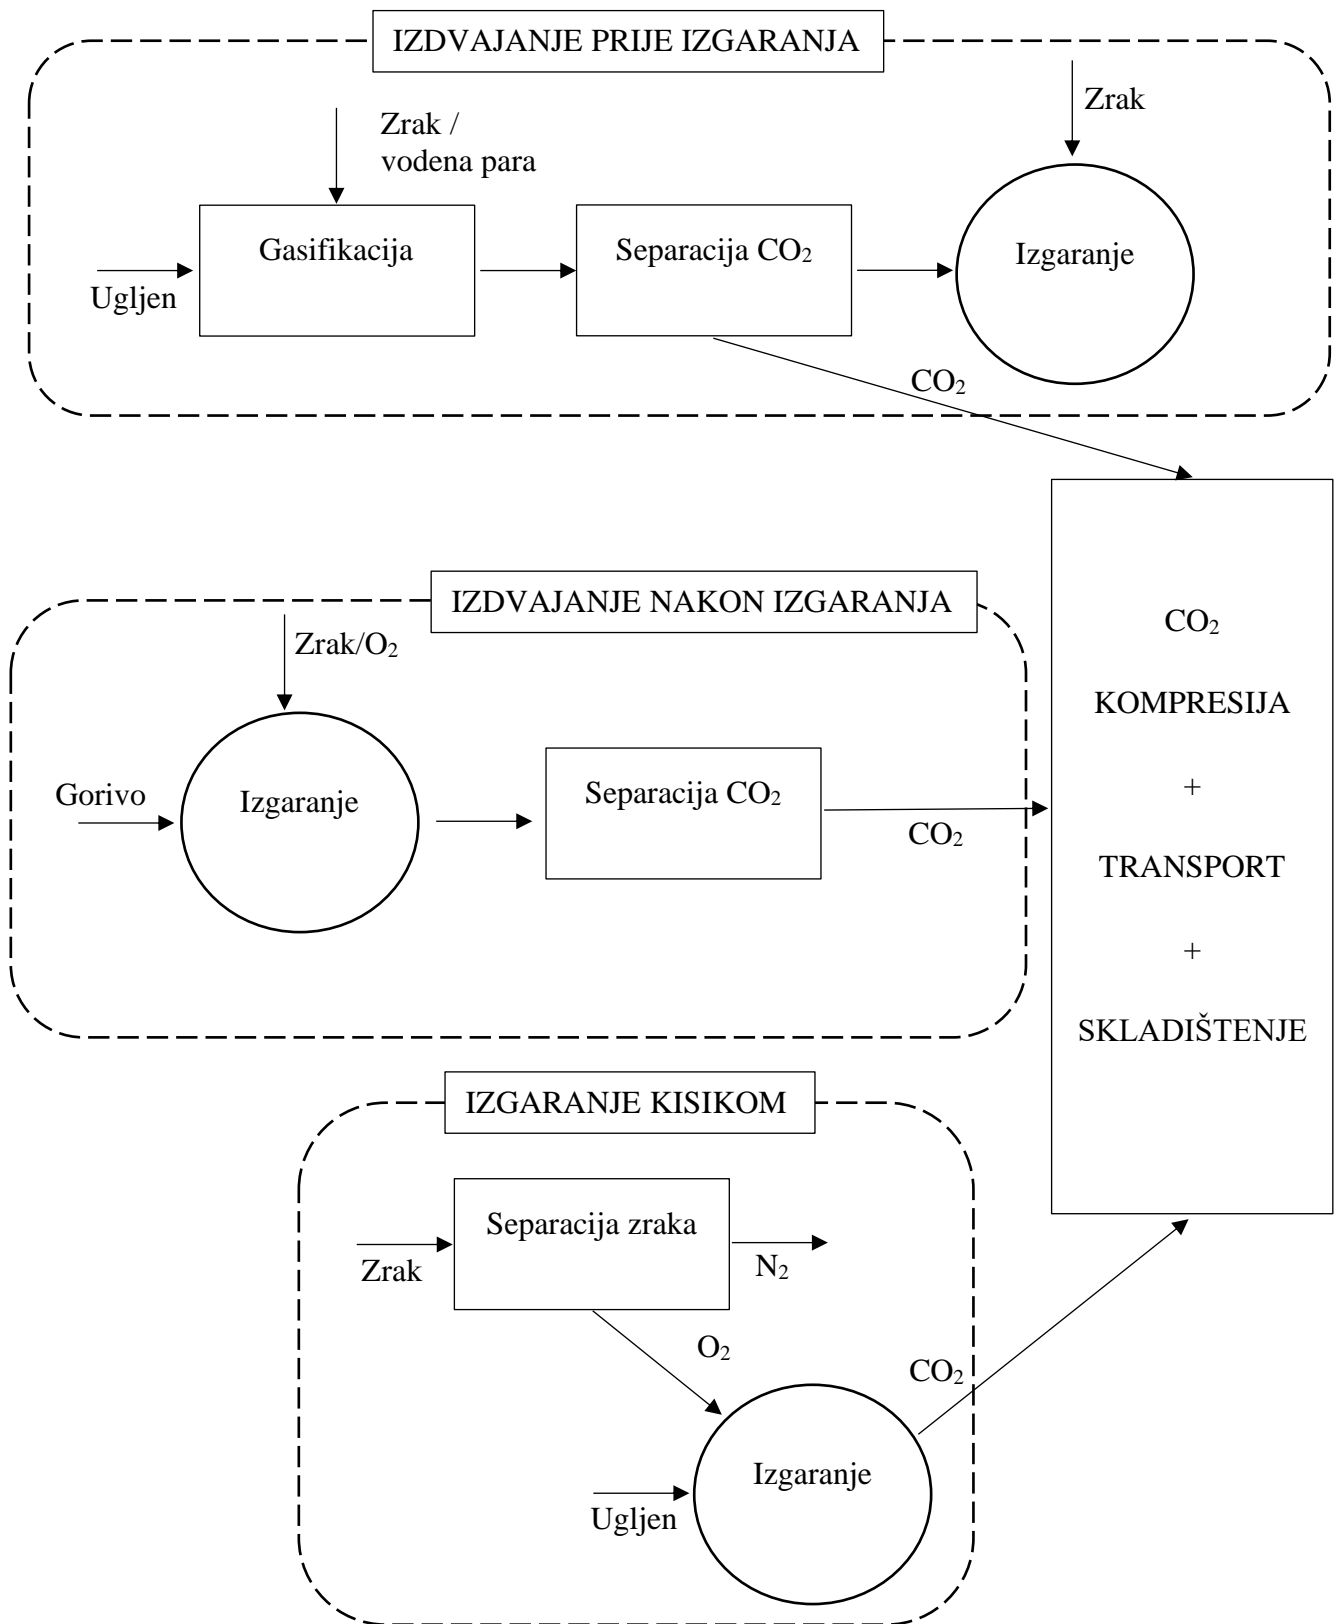 IZDVAJANJE PRIJE IZGARANJA
Zrak
Zrak /
vodena para
Gasifikacija
Separacija CO₂
Izgaranje
Ugljen
CO₂
IZDVAJANJE NAKON IZGARANJA
Zrak/O₂
Gorivo
Izgaranje
Separacija CO₂
CO₂
CO₂
KOMPRESIJA
+
TRANSPORT
+
SKLADIŠTENJE
IZGARANJE KISIKOM
Separacija zraka
Zrak
N₂
O₂
CO₂
Izgaranje
Ugljen